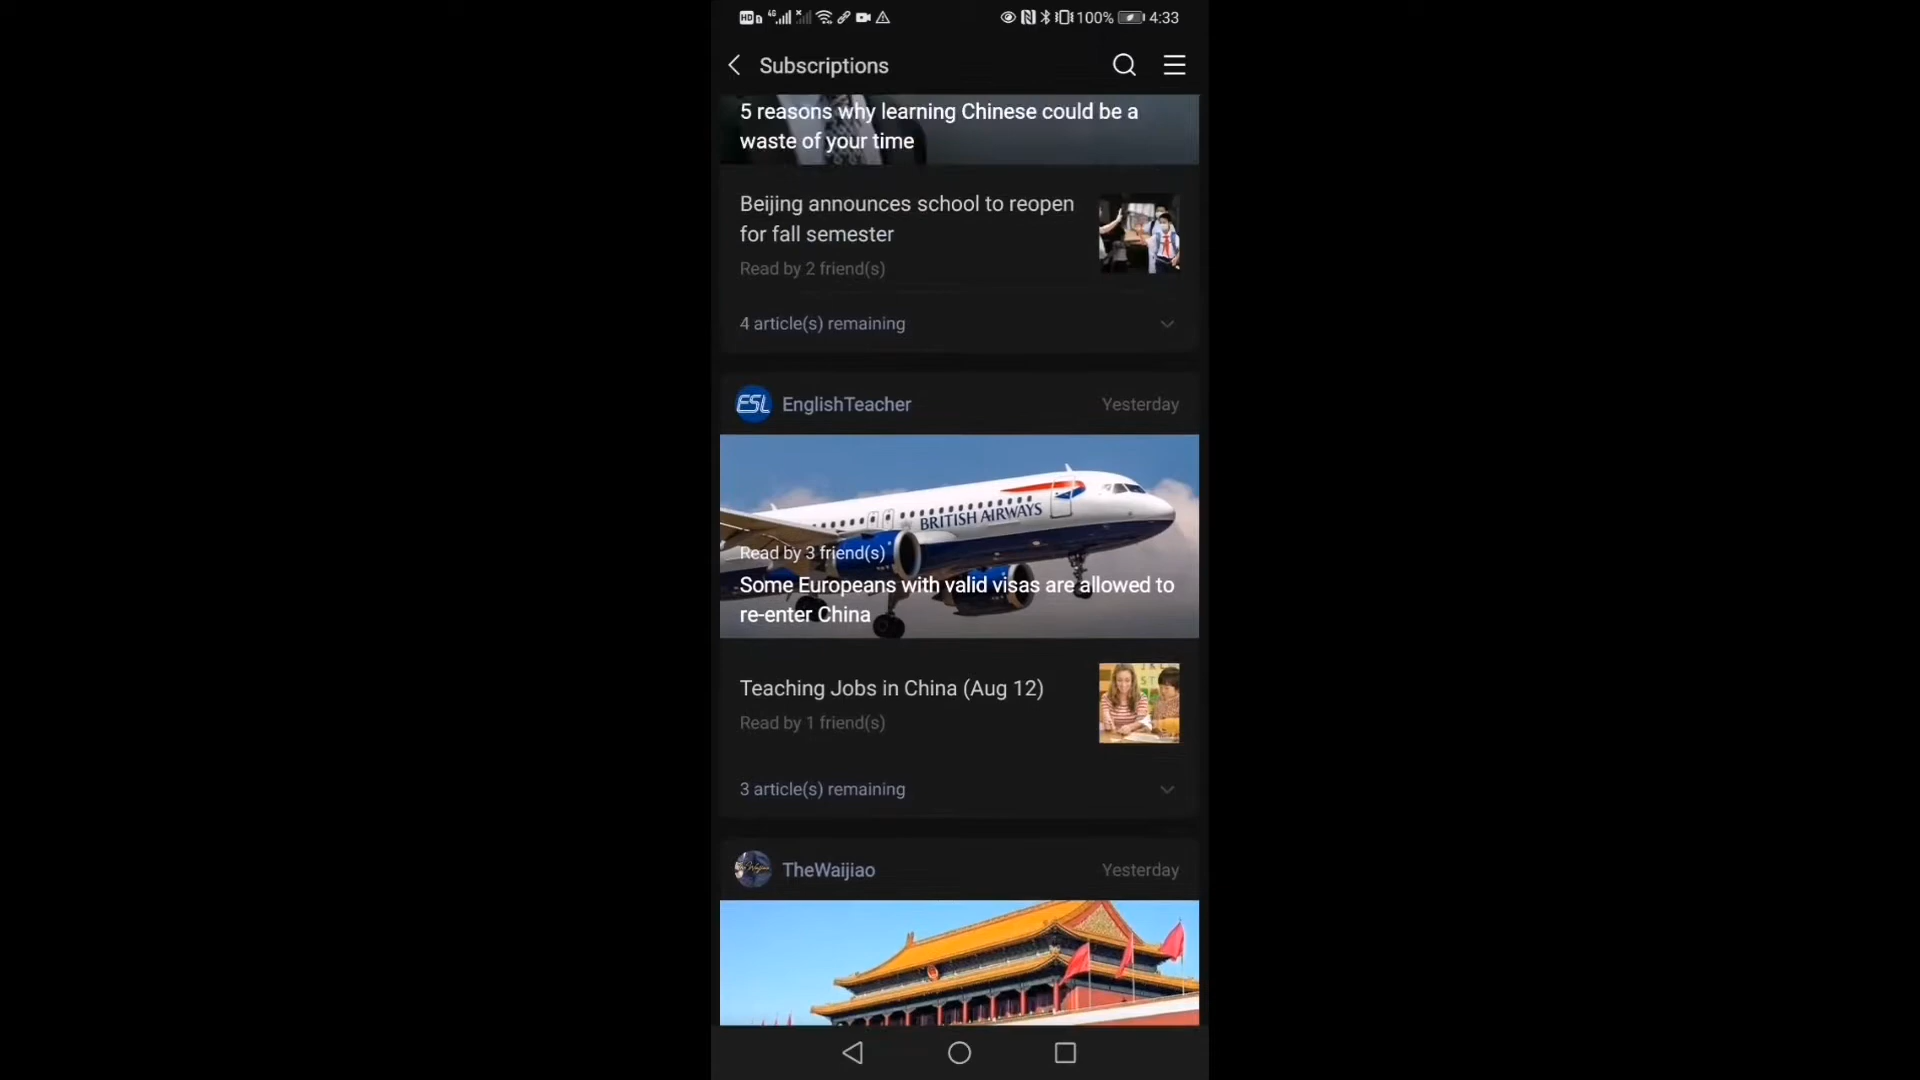 100% 4:33
Subscriptions
5 reasons why learning Chinese could be a
waste of your time
Beijing announces school to reopen
for fall semester
Read by 2 friend(s)
4 article(s) remaining
ESL EnglishTeacher Yesterday
BRITISH AIRWAYS
Read by 3 friend(s)
Some Europeans with valid visas are allowed to
re-enter China
Teaching Jobs in China (Aug 12)
Read by 1 friend(s)
3 article(s) remaining
TheWaijiao Yesterday